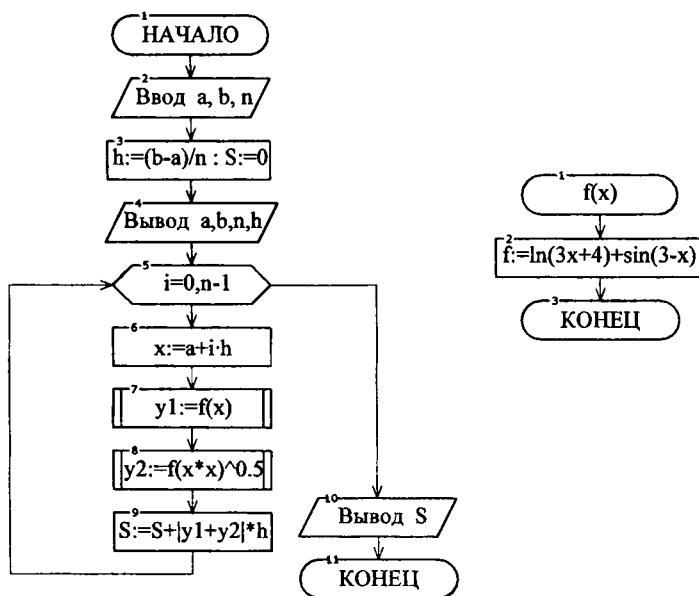 1
НАЧАЛО
2
Ввод a, b, n
3
h:=(b-a)/n : S:=0
4
Вывод a,b,n,h
5
i=0,n-1
6
x:=a+i·h
7
y1:=f(x)
8
y2:=f(x*x)^0.5
9
S:=S+|y1+y2|*h
10
Вывод S
11
КОНЕЦ
1
f(x)
2
f:=ln(3x+4)+sin(3-x)
3
КОНЕЦ